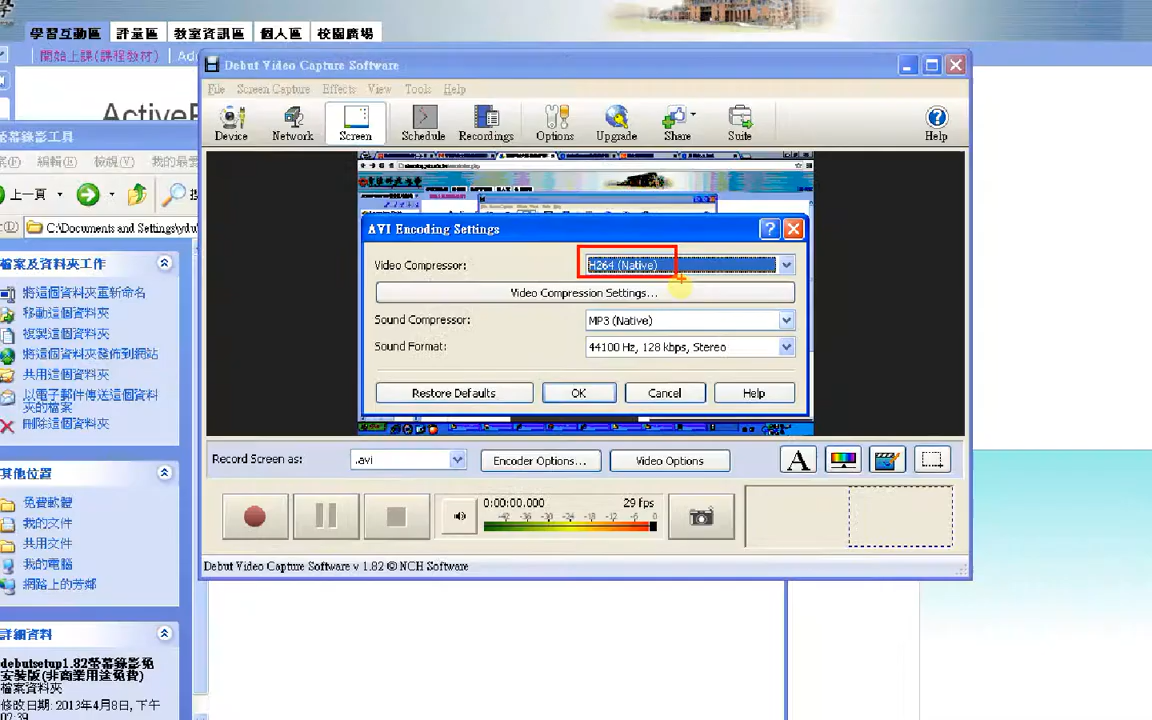 學習互動區 評量區 教室資訊區 個人區 校園廣場
開始上課(課程教材)
Debut Video Capture Software
File Screen Capture Effects View Tools Help
Device Network Screen Schedule Recordings Options Upgrade Share Suite Help
螢幕錄影工具
編輯(E) 檢視(V) 我的最
上一頁
C:\Documents and Settings\ydu
檔案及資料夾工作
將這個資料夾重新命名
移動這個資料夾
複製這個資料夾
將這個資料夾發佈到網站
共用這個資料夾
以電子郵件傳送這個資料
夾的檔案
刪除這個資料夾
其他位置
免費軟體
我的文件
共用文件
我的電腦
網路上的芳鄰
詳細資料
debutsetup1.82螢幕錄影免
安裝版(非商業用途免費)
檔案資料夾
修改日期: 2013年4月8日, 下午
02:39
AVI Encoding Settings
Video Compressor: H264 (Native)
Video Compression Settings...
Sound Compressor: MP3 (Native)
Sound Format: 44100 Hz, 128 kbps, Stereo
Restore Defaults OK Cancel Help
Record Screen as: .avi Encoder Options... Video Options
0:00:00.000 29 fps
-42 -36 -30 -24 -18 -12 -6 0
Debut Video Capture Software v 1.82 © NCH Software